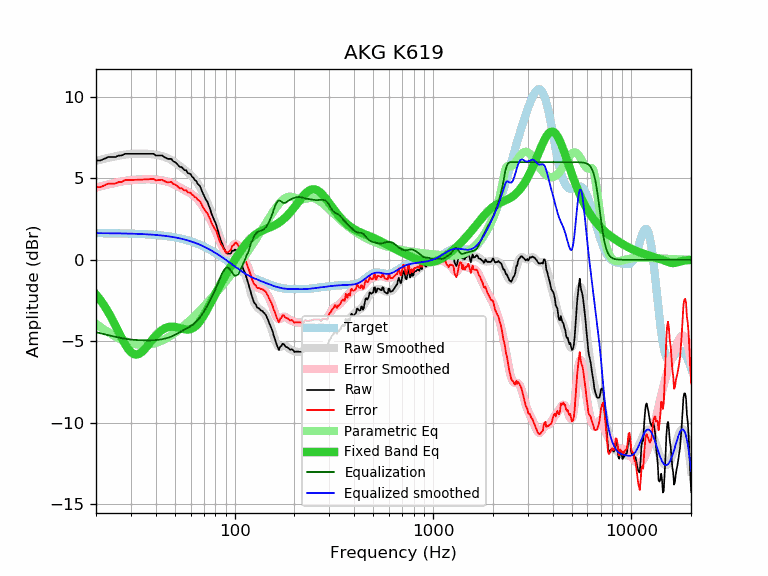 AKG K619
Amplitude (dBr)
10
5
0
−5
−10
−15
100
1000
10000
Frequency (Hz)
Target
Raw Smoothed
Error Smoothed
Raw
Error
Parametric Eq
Fixed Band Eq
Equalization
Equalized smoothed